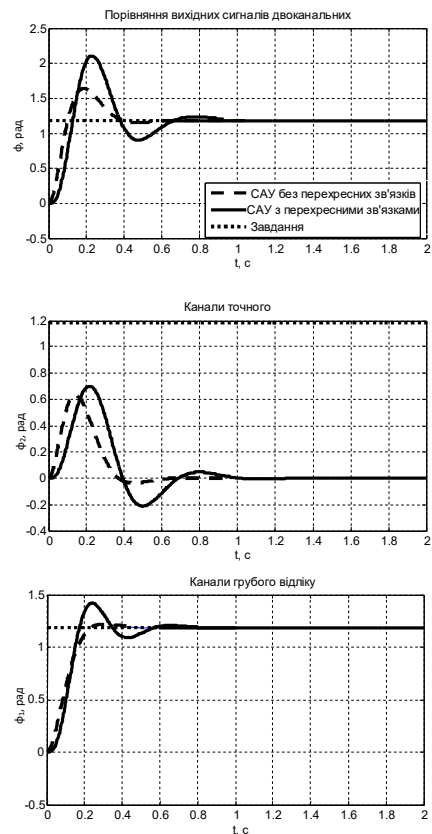 Порівняння вихідних сигналів двоканальних
2.5
2
1.5
1
0.5
0
-0.5
ϕ, рад
САУ без перехресних зв'язків
САУ з перехресними зв'язками
Завдання
0 0.2 0.4 0.6 0.8 1 1.2 1.4 1.6 1.8 2
t, с
Канали точного
1.2
1
0.8
0.6
0.4
0.2
0
-0.2
-0.4
ϕ₂, рад
0 0.2 0.4 0.6 0.8 1 1.2 1.4 1.6 1.8 2
t, с
Канали грубого відліку
1.5
1
0.5
0
-0.5
ϕ₁, рад
0 0.2 0.4 0.6 0.8 1 1.2 1.4 1.6 1.8 2
t, с